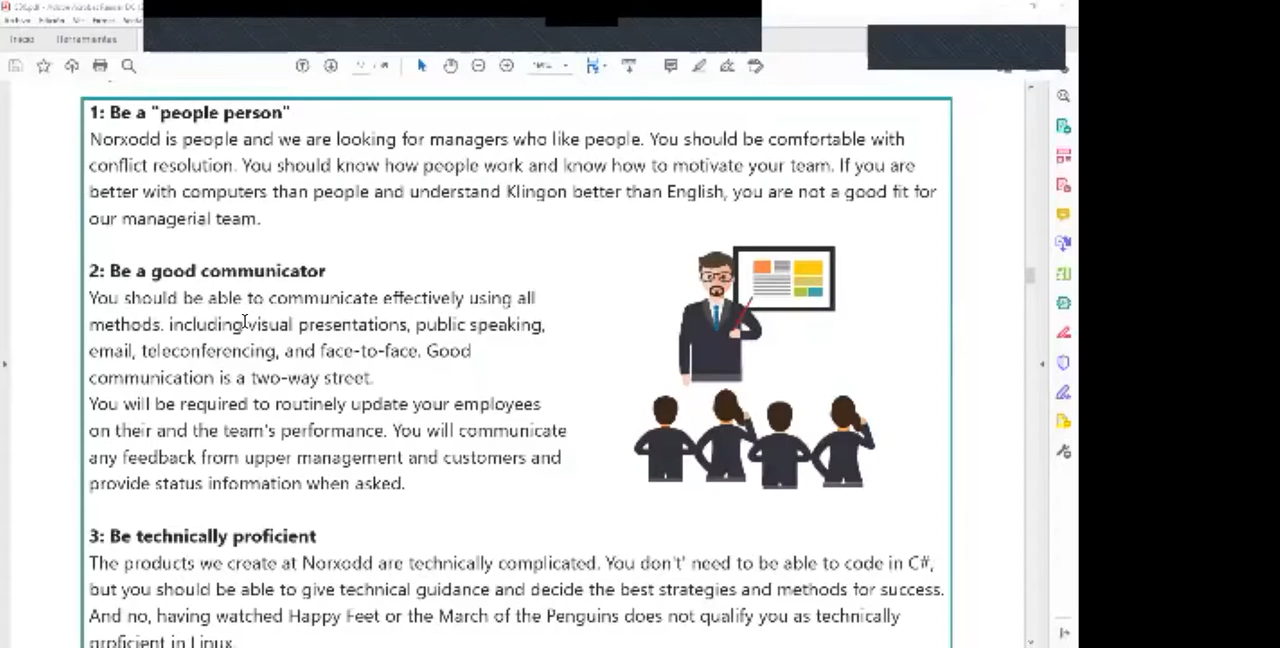 Inicio
Herramientas
1: Be a "people person"
Norxodd is people and we are looking for managers who like people. You should be comfortable with
conflict resolution. You should know how people work and know how to motivate your team. If you are
better with computers than people and understand Klingon better than English, you are not a good fit for
our managerial team.
2: Be a good communicator
You should be able to communicate effectively using all
methods. including visual presentations, public speaking,
email, teleconferencing, and face-to-face. Good
communication is a two-way street.
You will be required to routinely update your employees
on their and the team's performance. You will communicate
any feedback from upper management and customers and
provide status information when asked.
3: Be technically proficient
The products we create at Norxodd are technically complicated. You don't' need to be able to code in C#,
but you should be able to give technical guidance and decide the best strategies and methods for success.
And no, having watched Happy Feet or the March of the Penguins does not qualify you as technically
proficient in Linux.